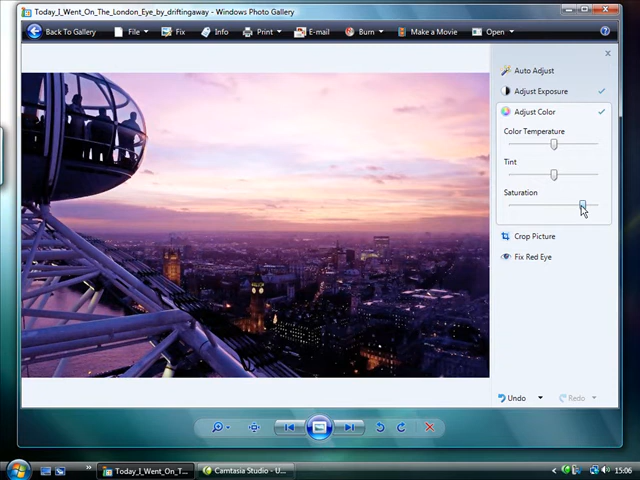 Today_I_Went_On_The_London_Eye_by_driftingaway - Windows Photo Gallery
Back To Gallery File Fix Info Print E-mail Burn Make a Movie Open
Auto Adjust
Adjust Exposure
Adjust Color
Color Temperature
Tint
Saturation
Crop Picture
Fix Red Eye
Undo Redo
Today_I_Went_On_T... Camtasia Studio - U... 15:06